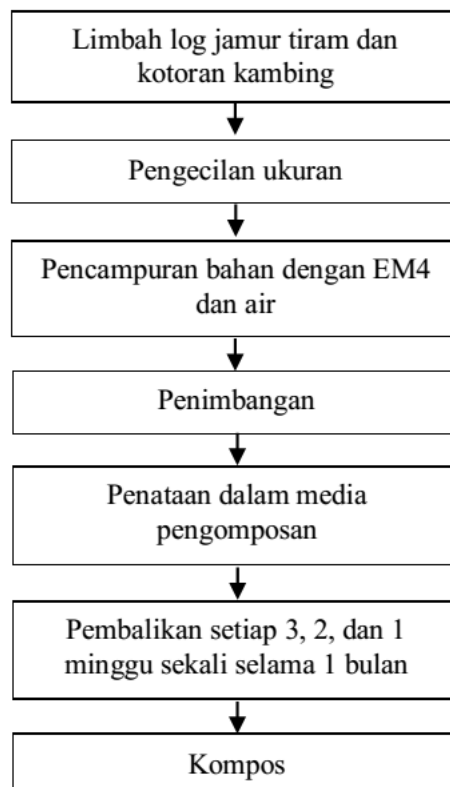 Limbah log jamur tiram dan
kotoran kambing
Pengecilan ukuran
Pencampuran bahan dengan EM4
dan air
Penimbangan
Penataan dalam media
pengomposan
Pembalikan setiap 3, 2, dan 1
minggu sekali selama 1 bulan
Kompos